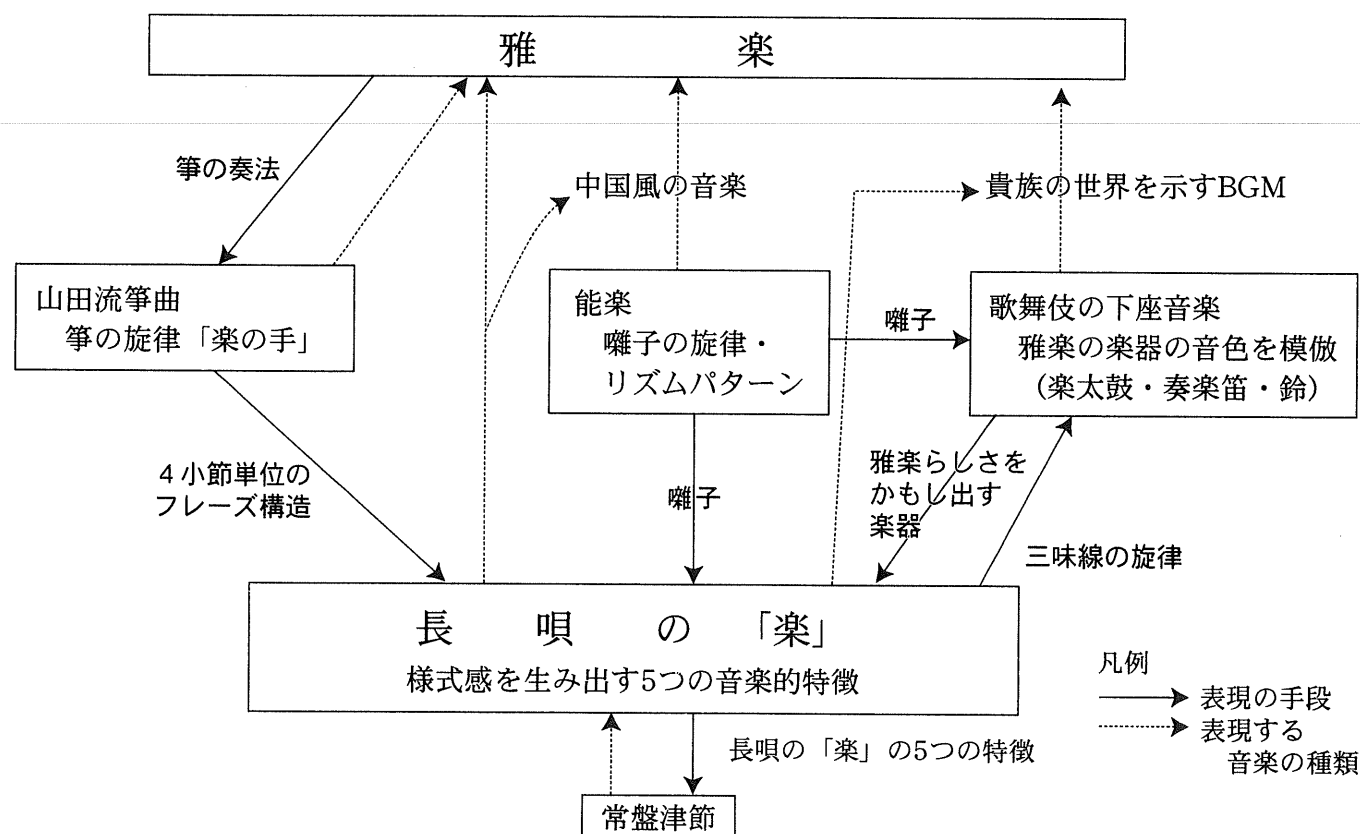 雅楽
箏の奏法
中国風の音楽
貴族の世界を示すBGM
山田流箏曲
箏の旋律「楽の手」
能楽
囃子の旋律・
リズムパターン
囃子
歌舞伎の下座音楽
雅楽の楽器の音色を模倣
（楽太鼓・奏楽笛・鈴）
４小節単位の
フレーズ構造
囃子
雅楽らしさを
かもし出す
楽器
三味線の旋律
長唄の「楽」
様式感を生み出す5つの音楽的特徴
凡例
表現の手段
表現する
音楽の種類
長唄の「楽」の5つの特徴
常盤津節